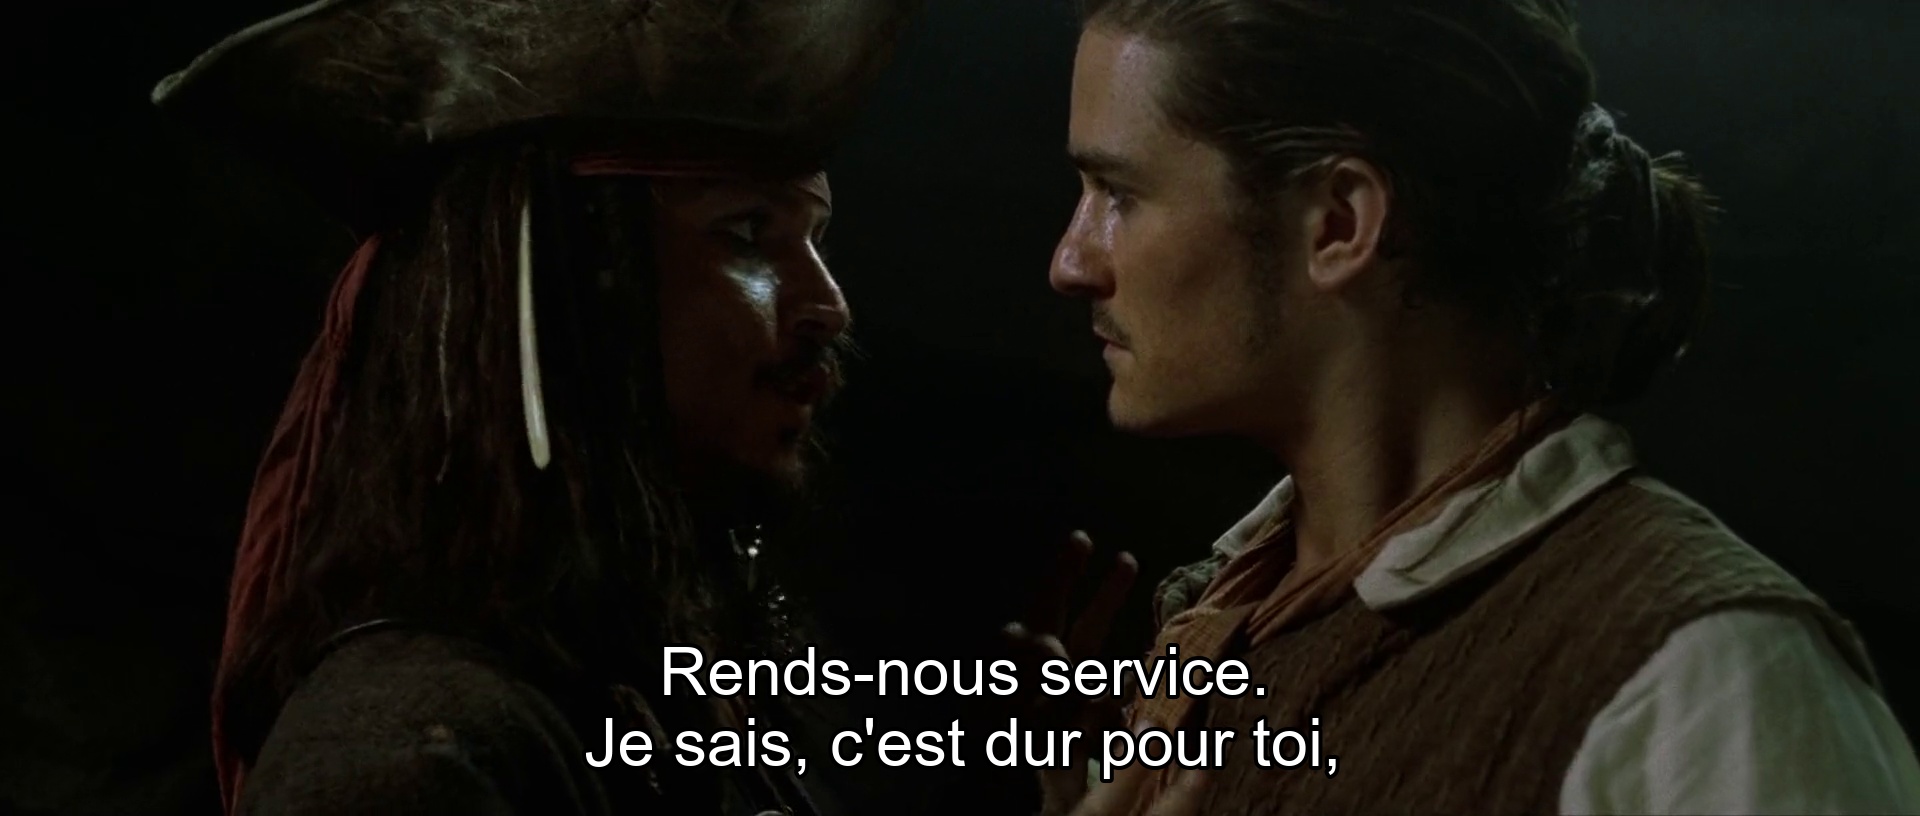 Rends-nous service.
Je sais, c'est dur pour toi,